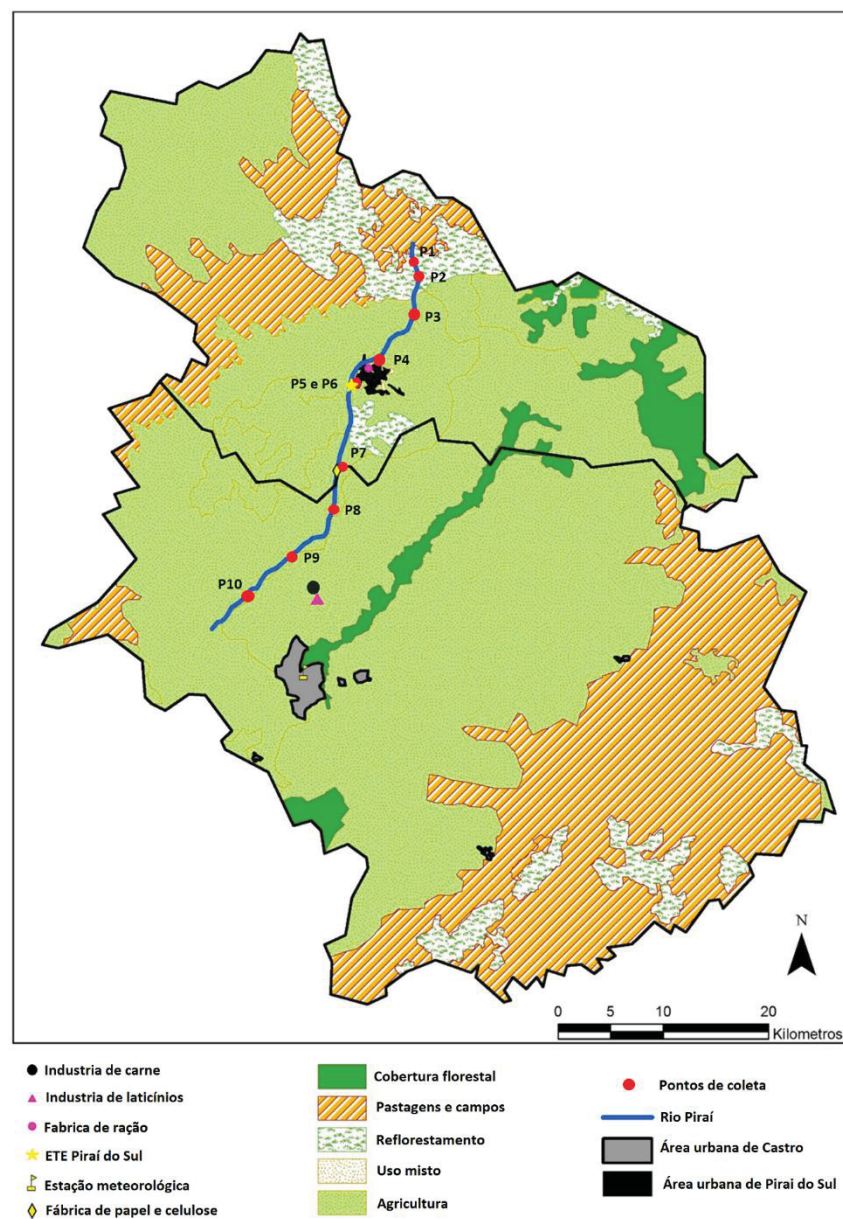 P1
P2
P3
P4
P5 e P6
P7
P8
P9
P10
N
0 5 10 20
Kilometros
Industria de carne
Industria de laticínios
Fabrica de ração
ETE Piraí do Sul
Estação meteorológica
Fábrica de papel e celulose
Cobertura florestal
Pastagens e campos
Reflorestamento
Uso misto
Agricultura
Pontos de coleta
Rio Piraí
Área urbana de Castro
Área urbana de Pirai do Sul